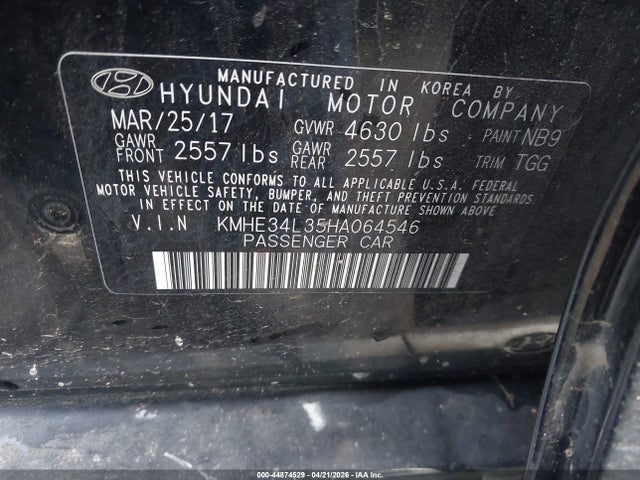 MANUFACTURED IN KOREA BY
HYUNDAI MOTOR COMPANY
MAR/25/17 GVWR 4630 lbs PAINT NB9
GAWR FRONT 2557 lbs GAWR REAR 2557 lbs TRIM TGG
THIS VEHICLE CONFORMS TO ALL APPLICABLE U.S.A. FEDERAL
MOTOR VEHICLE SAFETY, BUMPER, AND THEFT PREVENTION STANDARDS
IN EFFECT ON THE DATE OF MANUFACTURE SHOWN ABOVE
V.I.N KMHE34L35HA064546
PASSENGER CAR
000-44874529 - 04/21/2026 - IAA Inc.